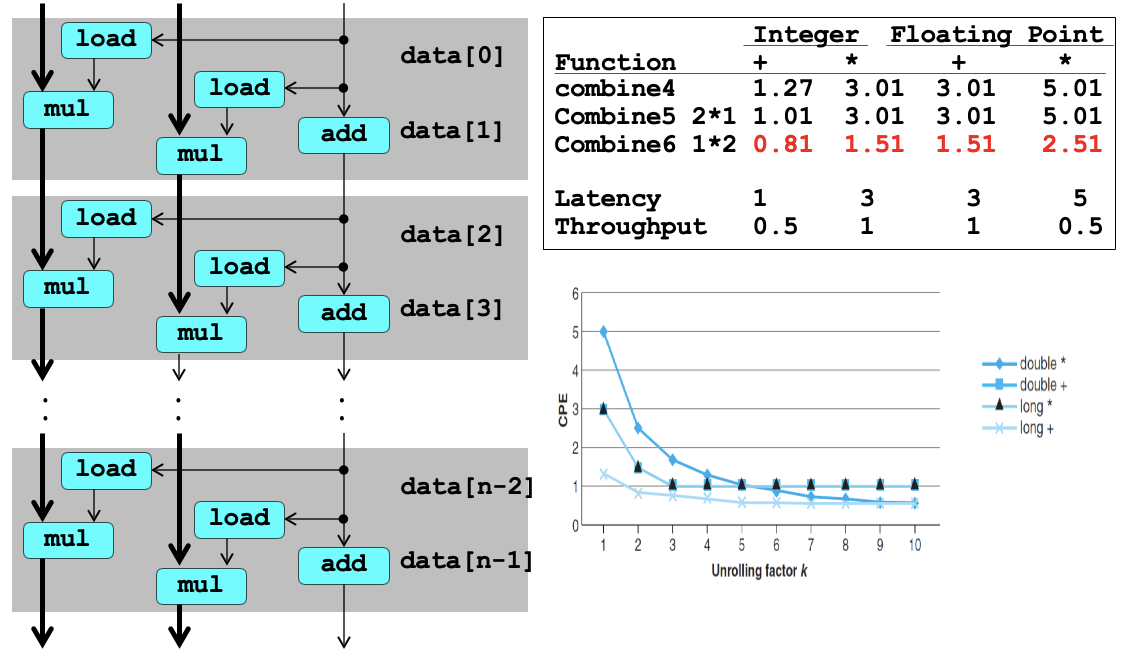 load
data[0]
load
mul
add
data[1]
mul
load
data[2]
load
mul
add
data[3]
mul
:
:
:
load
data[n-2]
load
mul
add
data[n-1]
mul
Integer Floating Point
Function + * + *
combine4 1.27 3.01 3.01 5.01
Combine5 2*1 1.01 3.01 3.01 5.01
Combine6 1*2 0.81 1.51 1.51 2.51
Latency 1 3 3 5
Throughput 0.5 1 1 0.5
6
5
4
3
2
1
0
CPE
1 2 3 4 5 6 7 8 9 10
Unrolling factor k
double *
double +
long *
long +